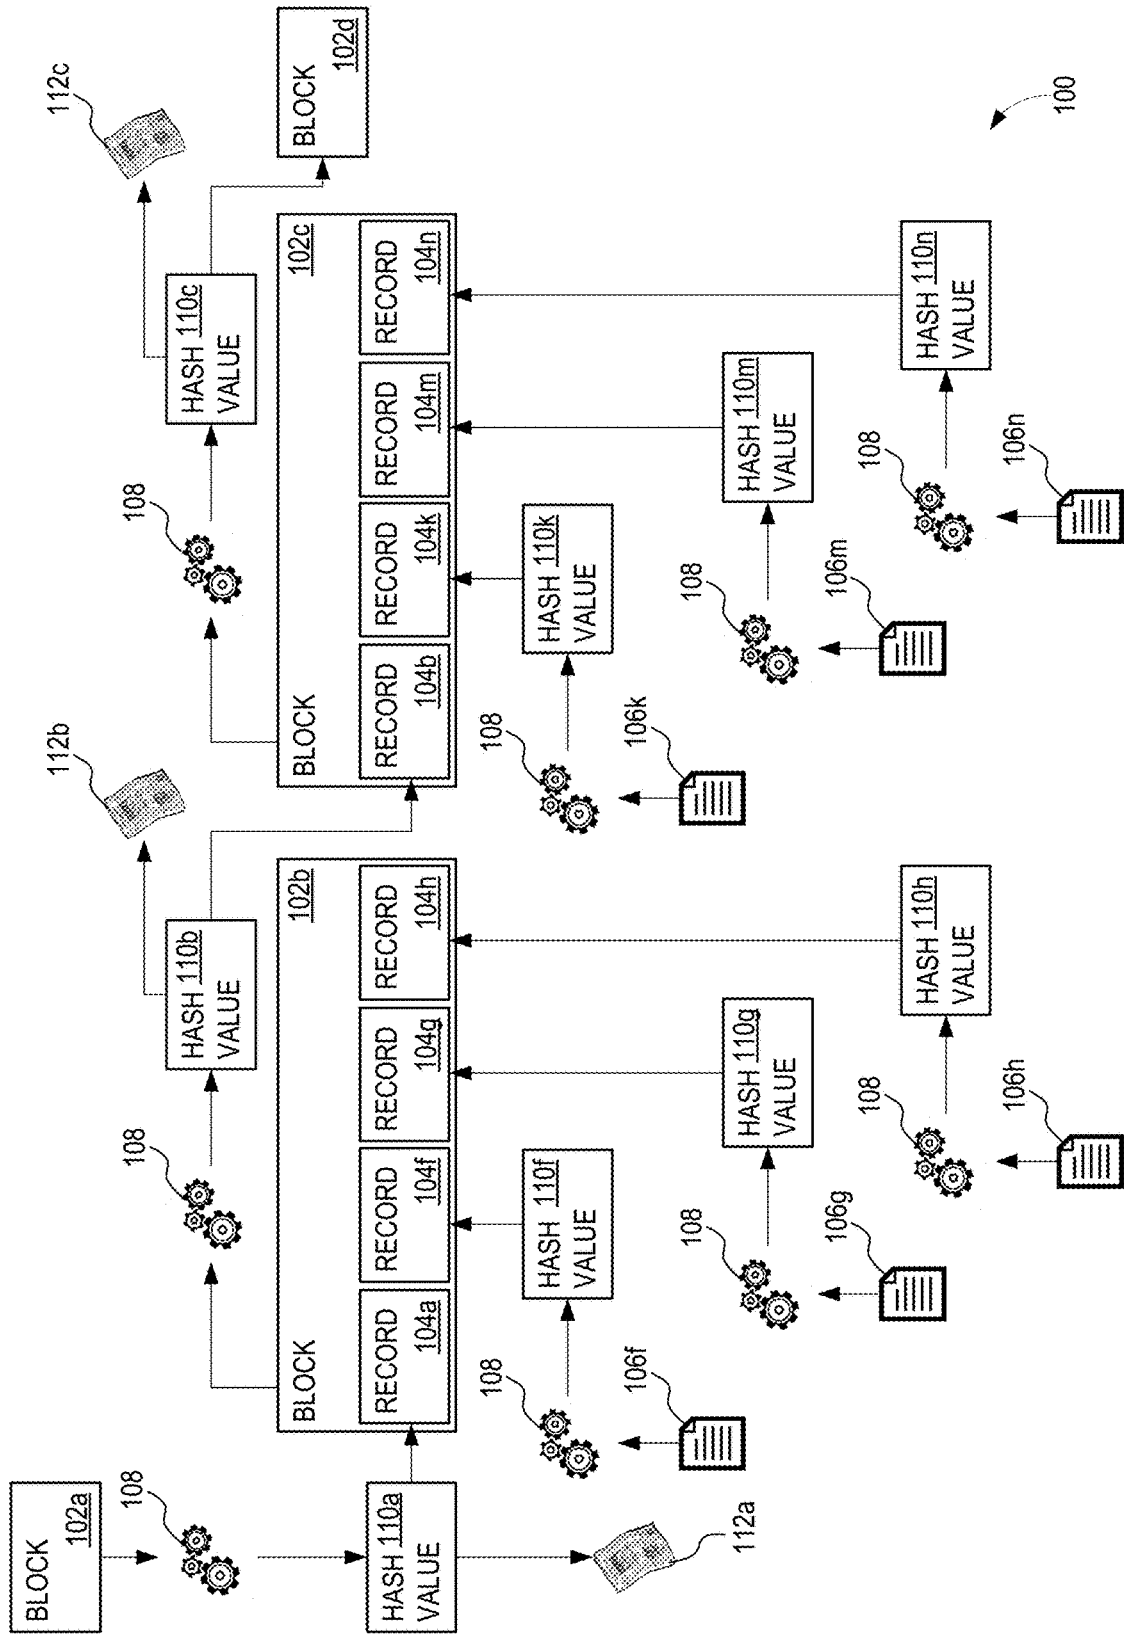 BLOCK
102a
108
HASH 110a
VALUE
112a
BLOCK
102b
RECORD
104a
RECORD
104f
RECORD
104g
RECORD
104h
108
HASH 110b
VALUE
112b
108
106f
HASH 110f
VALUE
108
106g
HASH 110g
VALUE
108
106h
HASH 110h
VALUE
BLOCK
102c
RECORD
104b
RECORD
104k
RECORD
104m
RECORD
104n
108
HASH 110c
VALUE
112c
108
106k
HASH 110k
VALUE
108
106m
HASH 110m
VALUE
108
106n
HASH 110n
VALUE
BLOCK
102d
100